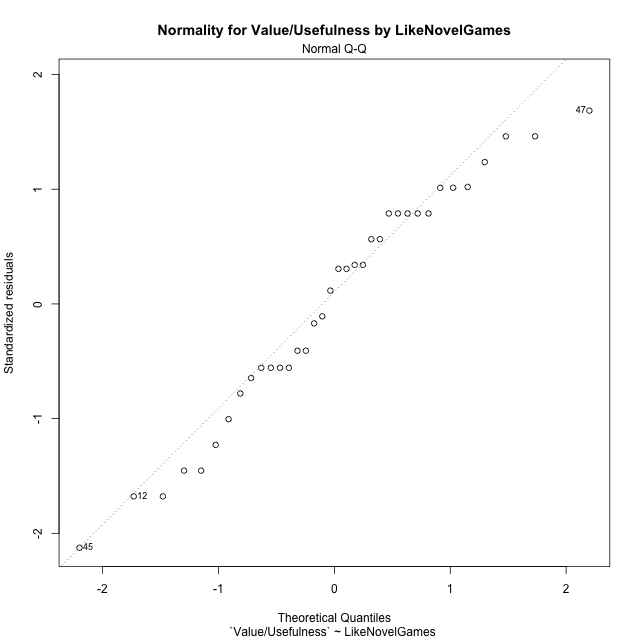 Normality for Value/Usefulness by LikeNovelGames
Normal Q-Q
2
1
0
-1
-2
Standardized residuals
47
12
45
-2 -1 0 1 2
Theoretical Quantiles
`Value/Usefulness` ~ LikeNovelGames